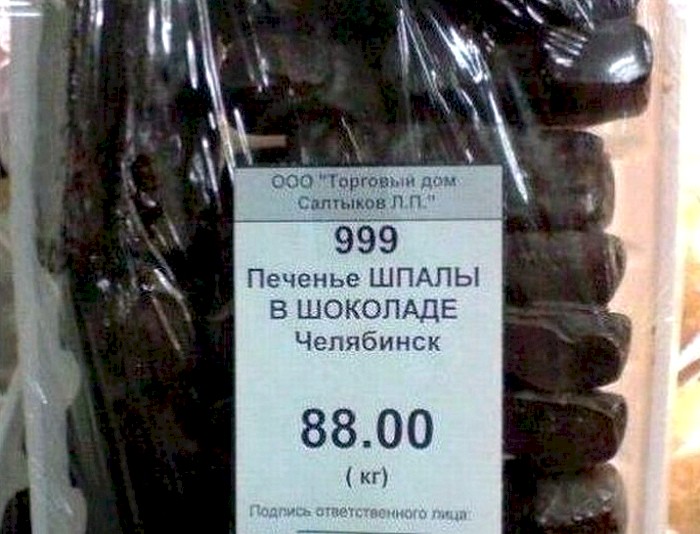 ООО "Торговый дом
Салтыков Л.П."
999
Печенье ШПАЛЫ
В ШОКОЛАДЕ
Челябинск
88.00
( кг)
Подпись ответственного лица: